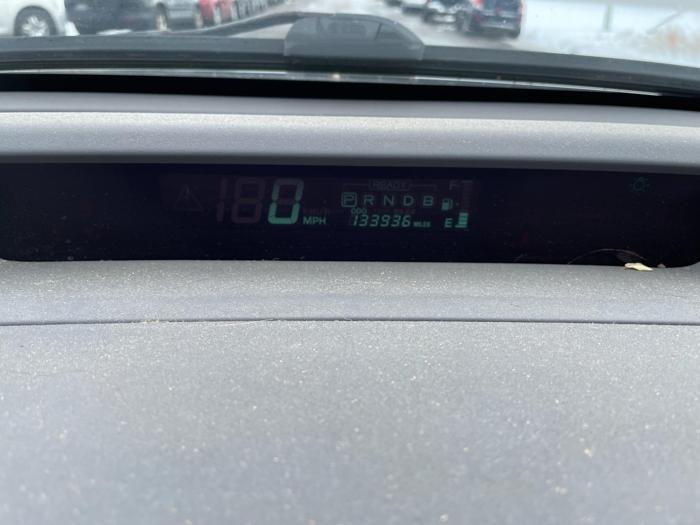 READY
F
0 MPH
P R N D B
ODO
133936 MILES
E